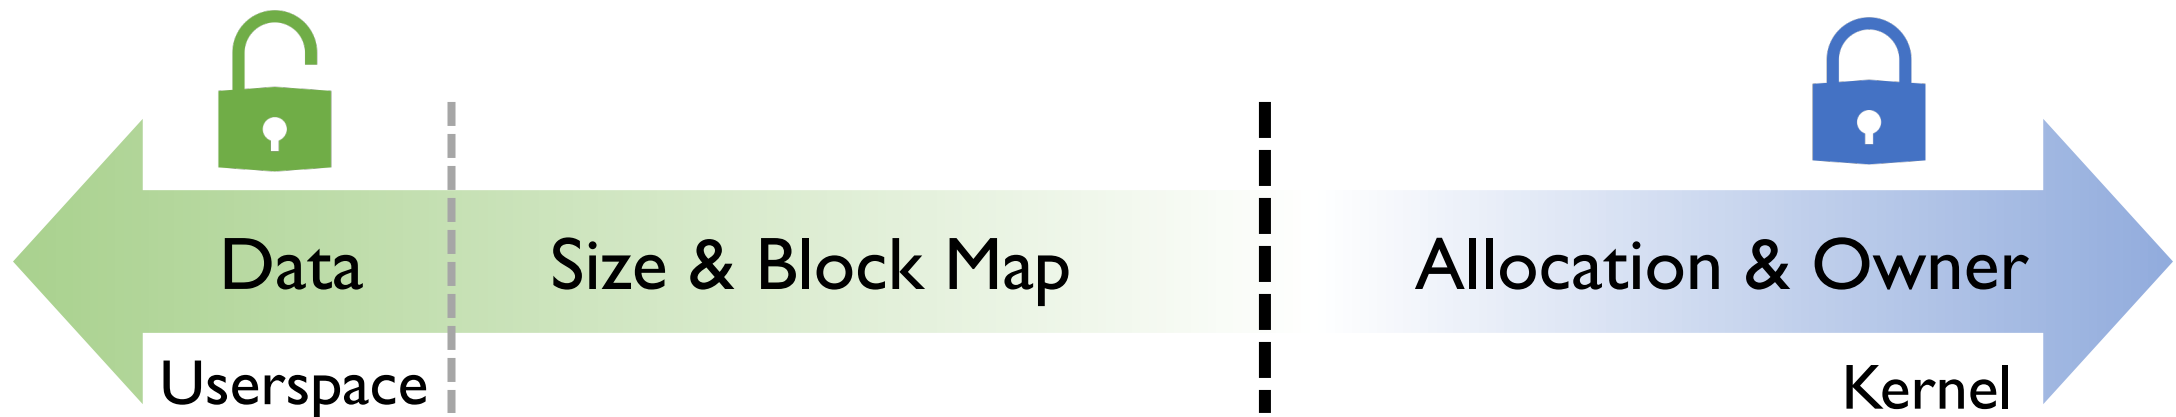 Data
Size & Block Map
Allocation & Owner
Userspace
Kernel